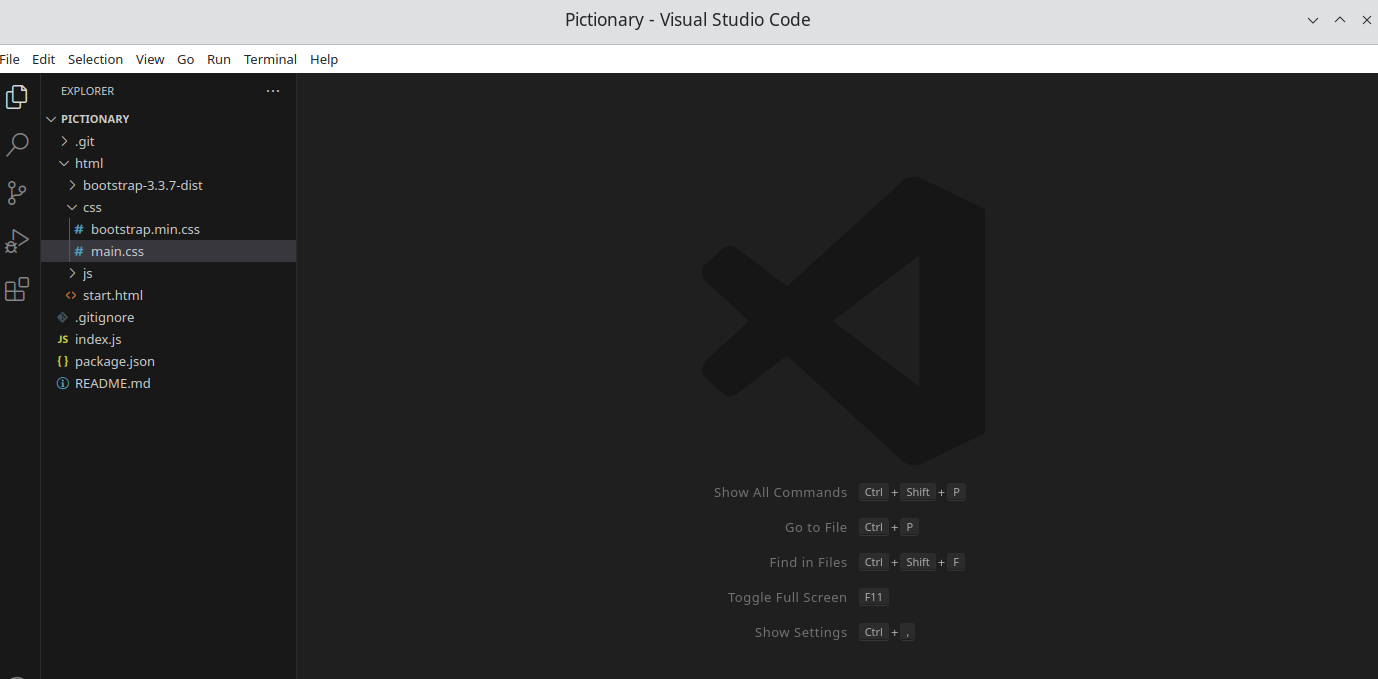 Pictionary - Visual Studio Code
File Edit Selection View Go Run Terminal Help
EXPLORER
PICTIONARY
.git
html
bootstrap-3.3.7-dist
css
# bootstrap.min.css
# main.css
js
<> start.html
.gitignore
JS index.js
{} package.json
README.md
Show All Commands Ctrl + Shift + P
Go to File Ctrl + P
Find in Files Ctrl + Shift + F
Toggle Full Screen F11
Show Settings Ctrl + ,